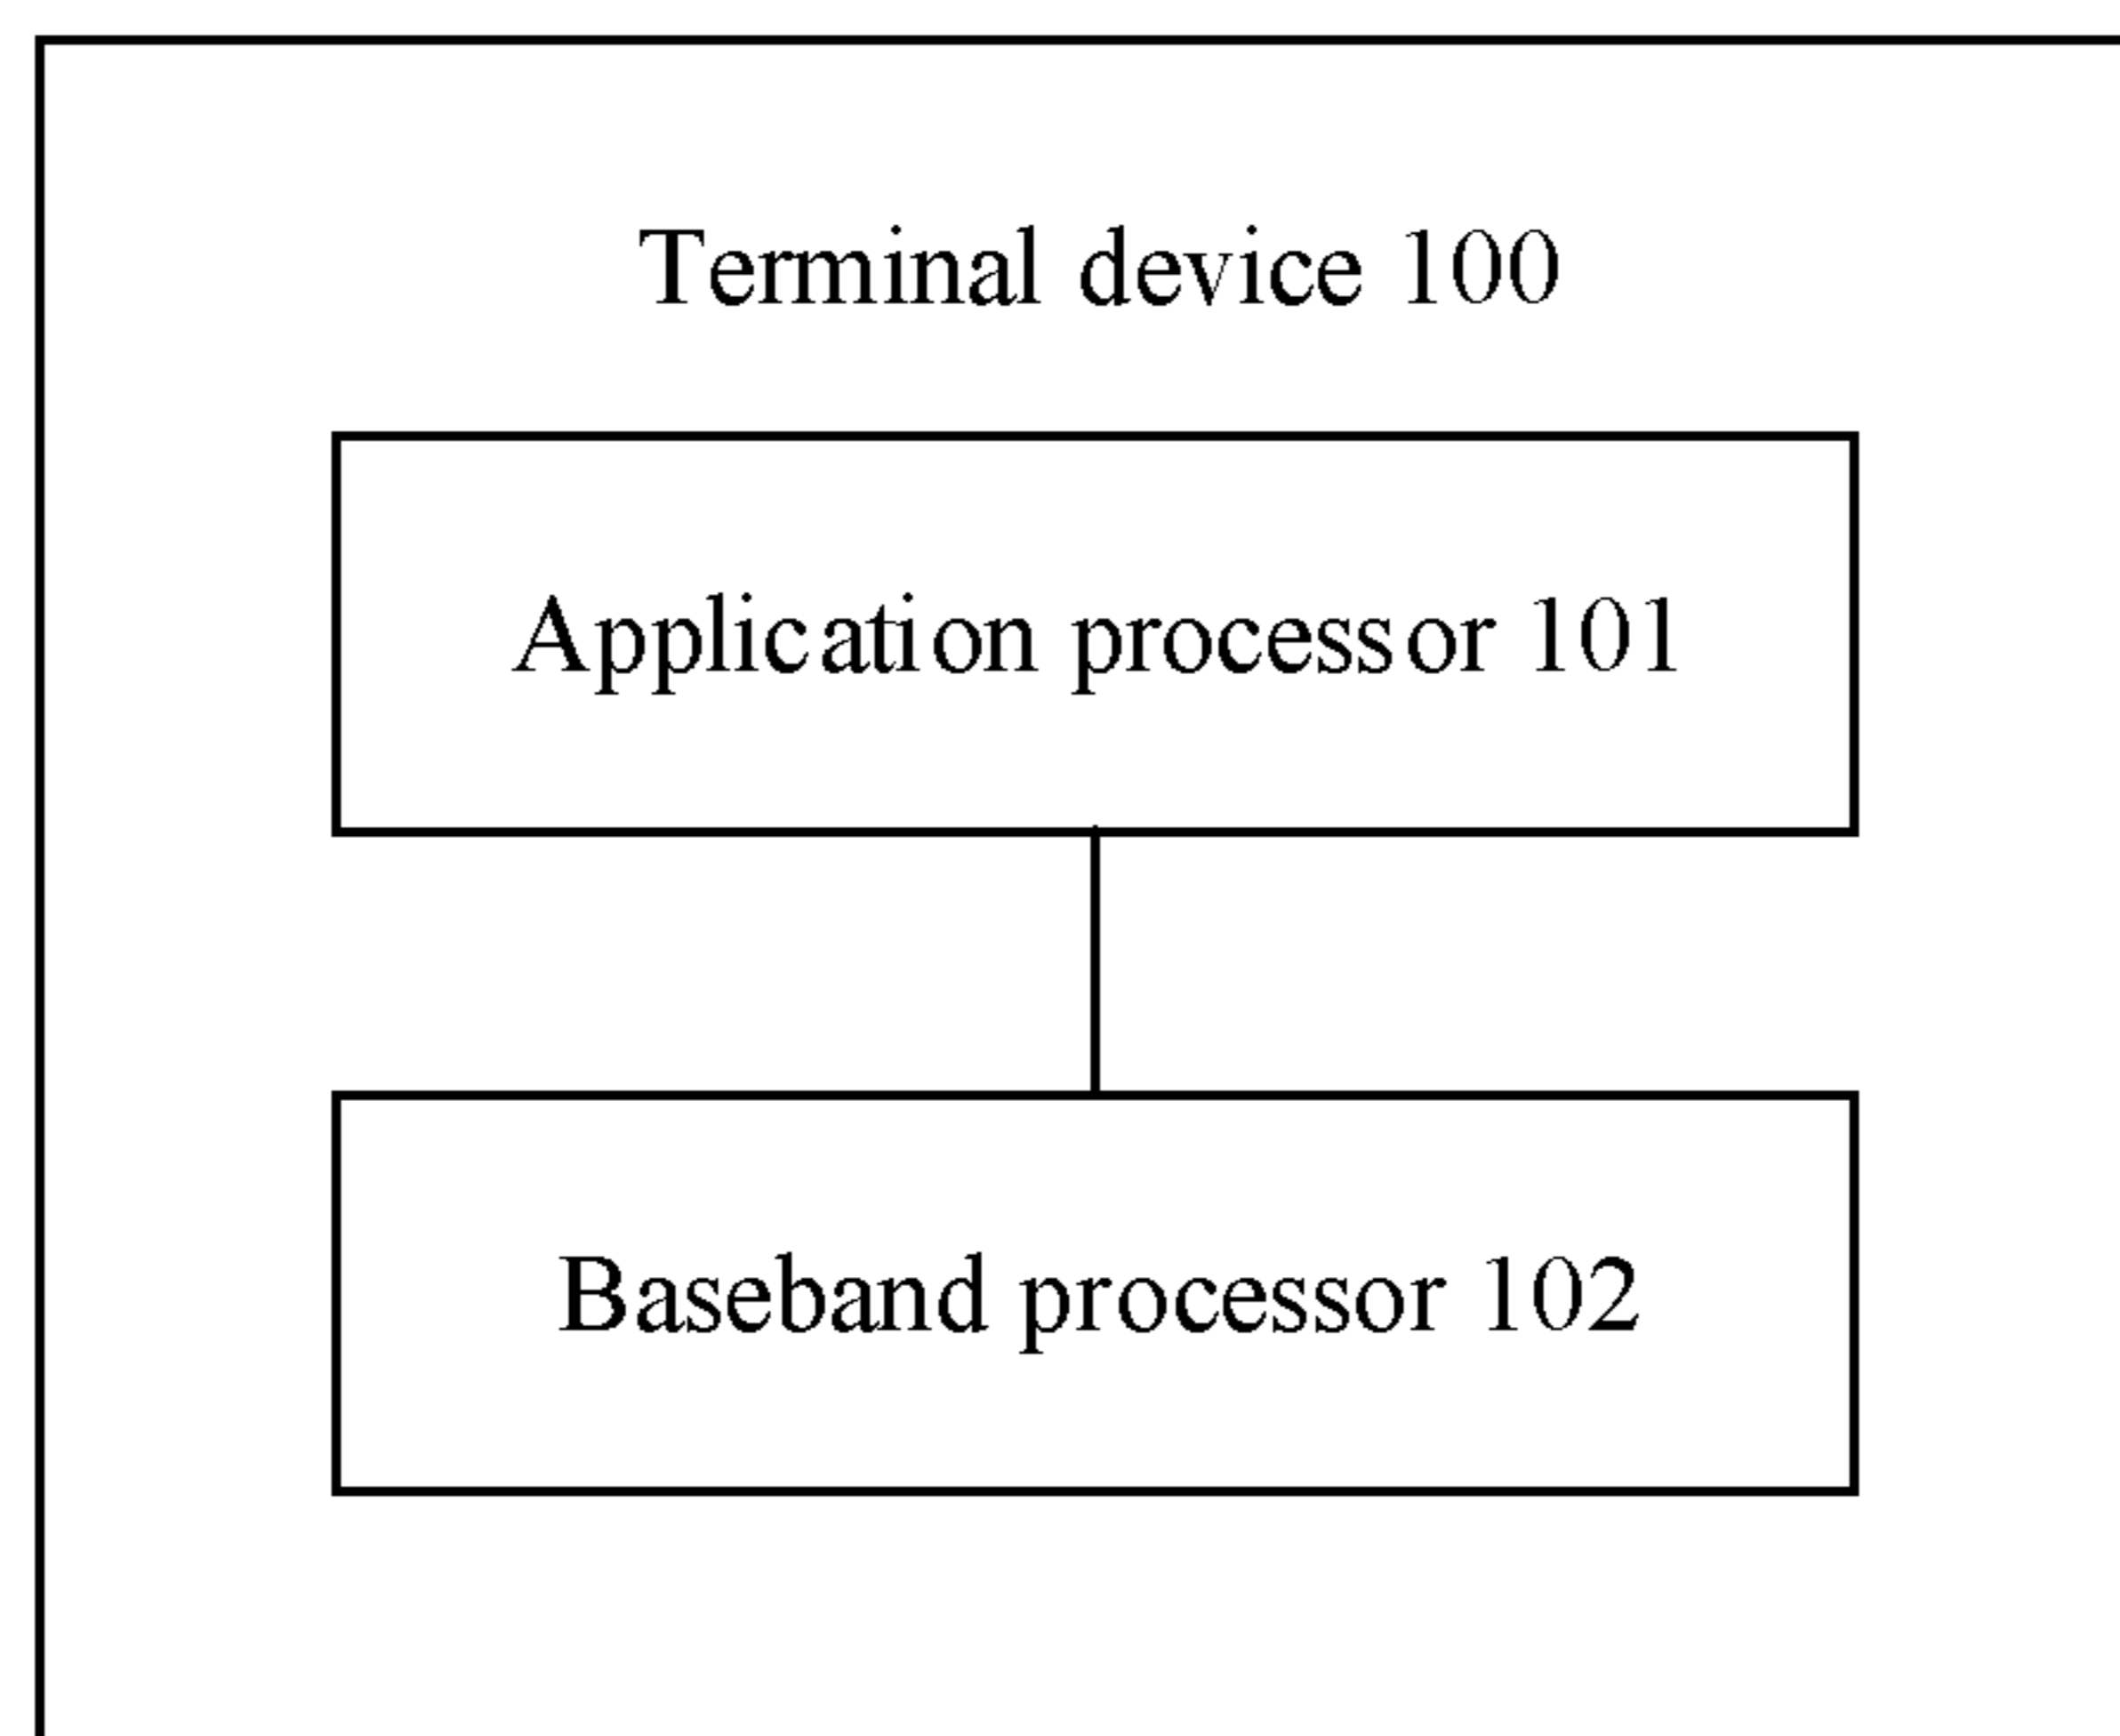 Terminal device 100
Application processor 101
Baseband processor 102